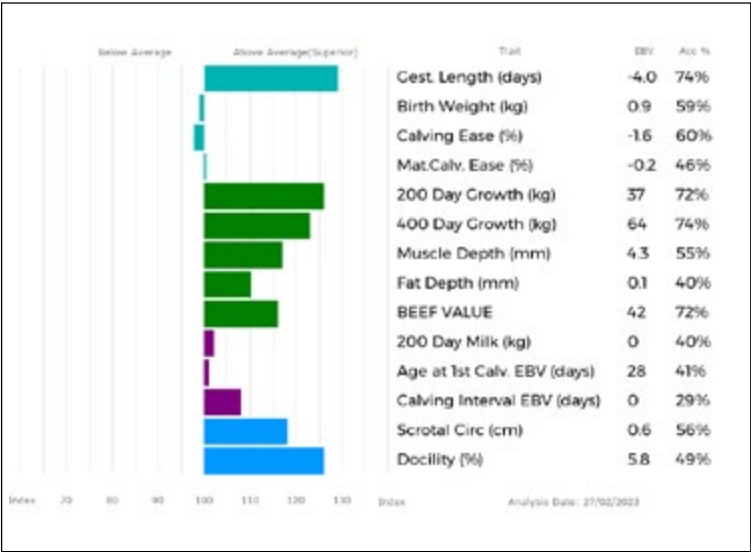 Below Average Above Average(Superior) Trait EBV Acc %
Gest. Length (days) -4.0 74%
Birth Weight (kg) 0.9 59%
Calving Ease (%) -1.6 60%
Mat.Calv. Ease (%) -0.2 46%
200 Day Growth (kg) 37 72%
400 Day Growth (kg) 64 74%
Muscle Depth (mm) 4.3 55%
Fat Depth (mm) 0.1 40%
BEEF VALUE 42 72%
200 Day Milk (kg) 0 40%
Age at 1st Calv. EBV (days) 28 41%
Calving Interval EBV (days) 0 29%
Scrotal Circ (cm) 0.6 56%
Docility (%) 5.8 49%
Index 70 80 90 100 110 120 130 Index Analysis Date: 27/02/2023